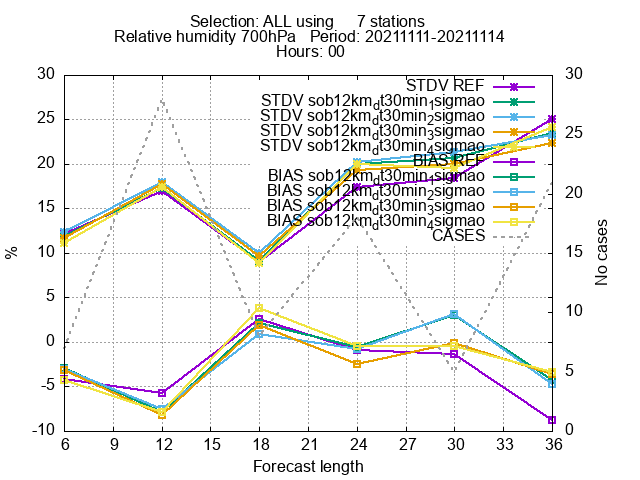 Selection: ALL using 7 stations
Relative humidity 700hPa Period: 20211111-20211114
Hours: 00
30 30
STDV REF
STDV sob12km_dt30min_1sigmao
STDV sob12km_dt30min_2sigmao
STDV sob12km_dt30min_3sigmao
STDV sob12km_dt30min_4sigmao
BIAS REF
BIAS sob12km_dt30min_1sigmao
BIAS sob12km_dt30min_2sigmao
BIAS sob12km_dt30min_3sigmao
BIAS sob12km_dt30min_4sigmao
CASES
25 25
20 20
15 15
10 10
5
0 5
-5
-10 0
%
No cases
6 9 12 15 18 21 24 27 30 33 36
Forecast length